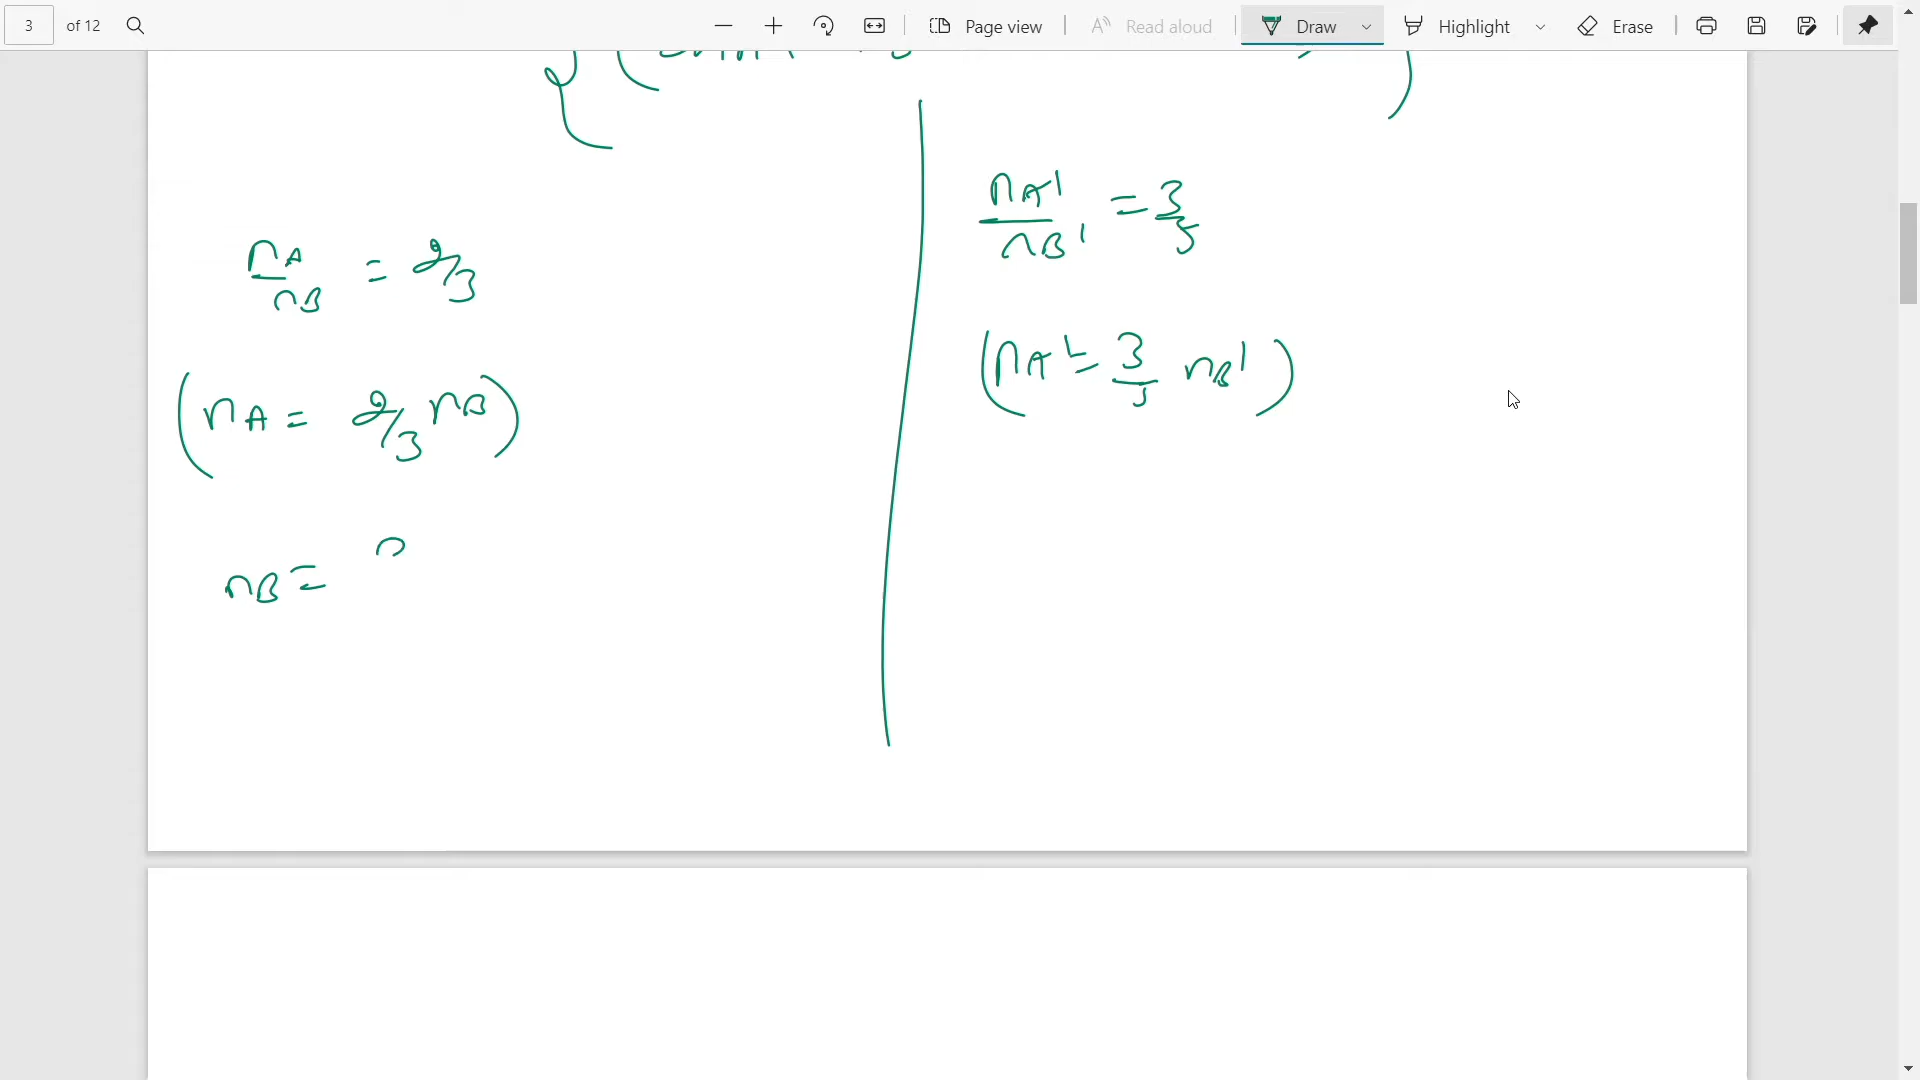 3 of 12 Page view Read aloud Draw Highlight Erase
nA/nB = 2/3
(nA = 2/3 nB)
nB =
nA'/nB' = 3/5
(nA' = 3/5 nB')